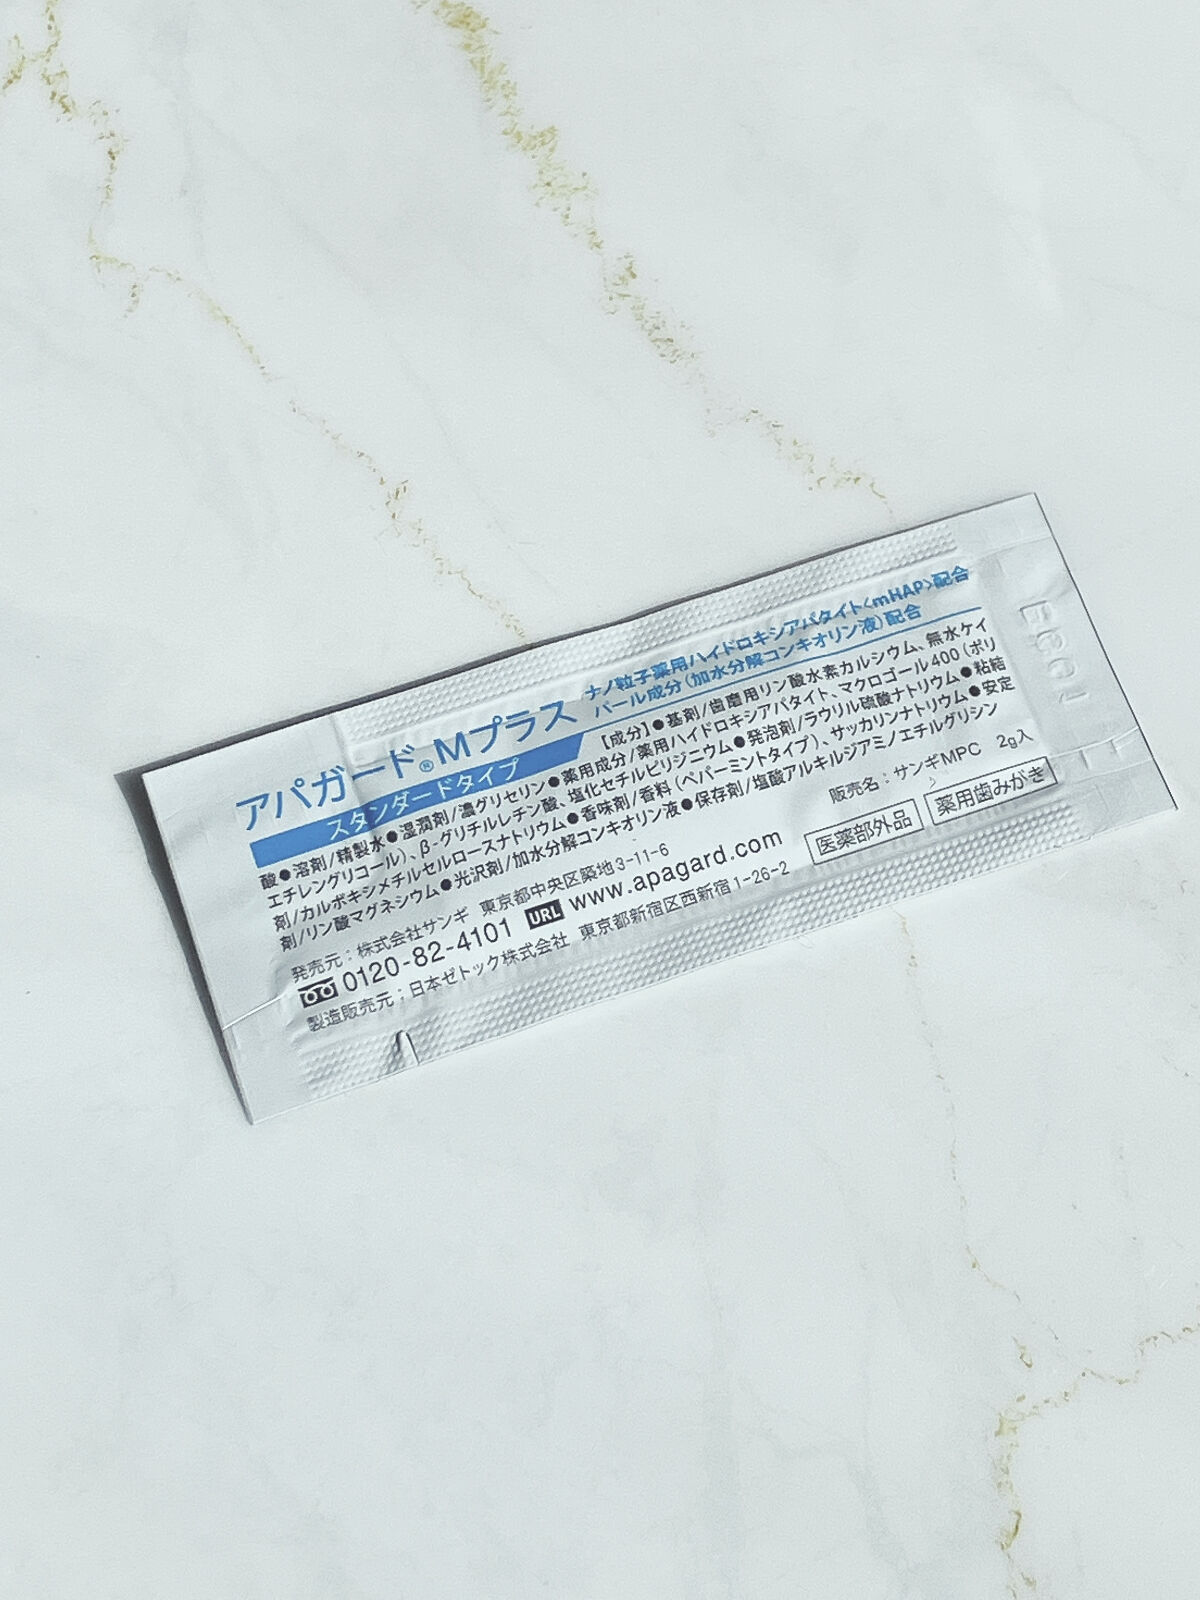 アパガード®Mプラス
スタンダードタイプ
ナノ粒子薬用ハイドロキシアパタイト<mHAP>配合
パール成分(加水分解コンキオリン液)配合
【成分】●基剤/歯磨用リン酸水素カルシウム、無水ケイ
酸●溶剤/精製水●湿潤剤/濃グリセリン●薬用成分/薬用ハイドロキシアパタイト、マクロゴール400(ポリ
エチレングリコール)、β-グリチルレチン酸、塩化セチルピリジニウム●発泡剤/ラウリル硫酸ナトリウム●粘結
剤/カルボキシメチルセルロースナトリウム●香味剤/香料(ペパーミントタイプ)、サッカリンナトリウム●安定
剤/リン酸マグネシウム●光沢剤/加水分解コンキオリン液●保存剤/塩酸アルキルジアミノエチルグリシン
販売名:サンギMPC 2g入
発売元:株式会社サンギ 東京都中央区築地3-11-6
0120-82-4101 URL www.apagard.com
医薬部外品 薬用歯みがき
製造販売元:日本ゼトック株式会社 東京都新宿区西新宿1-26-2